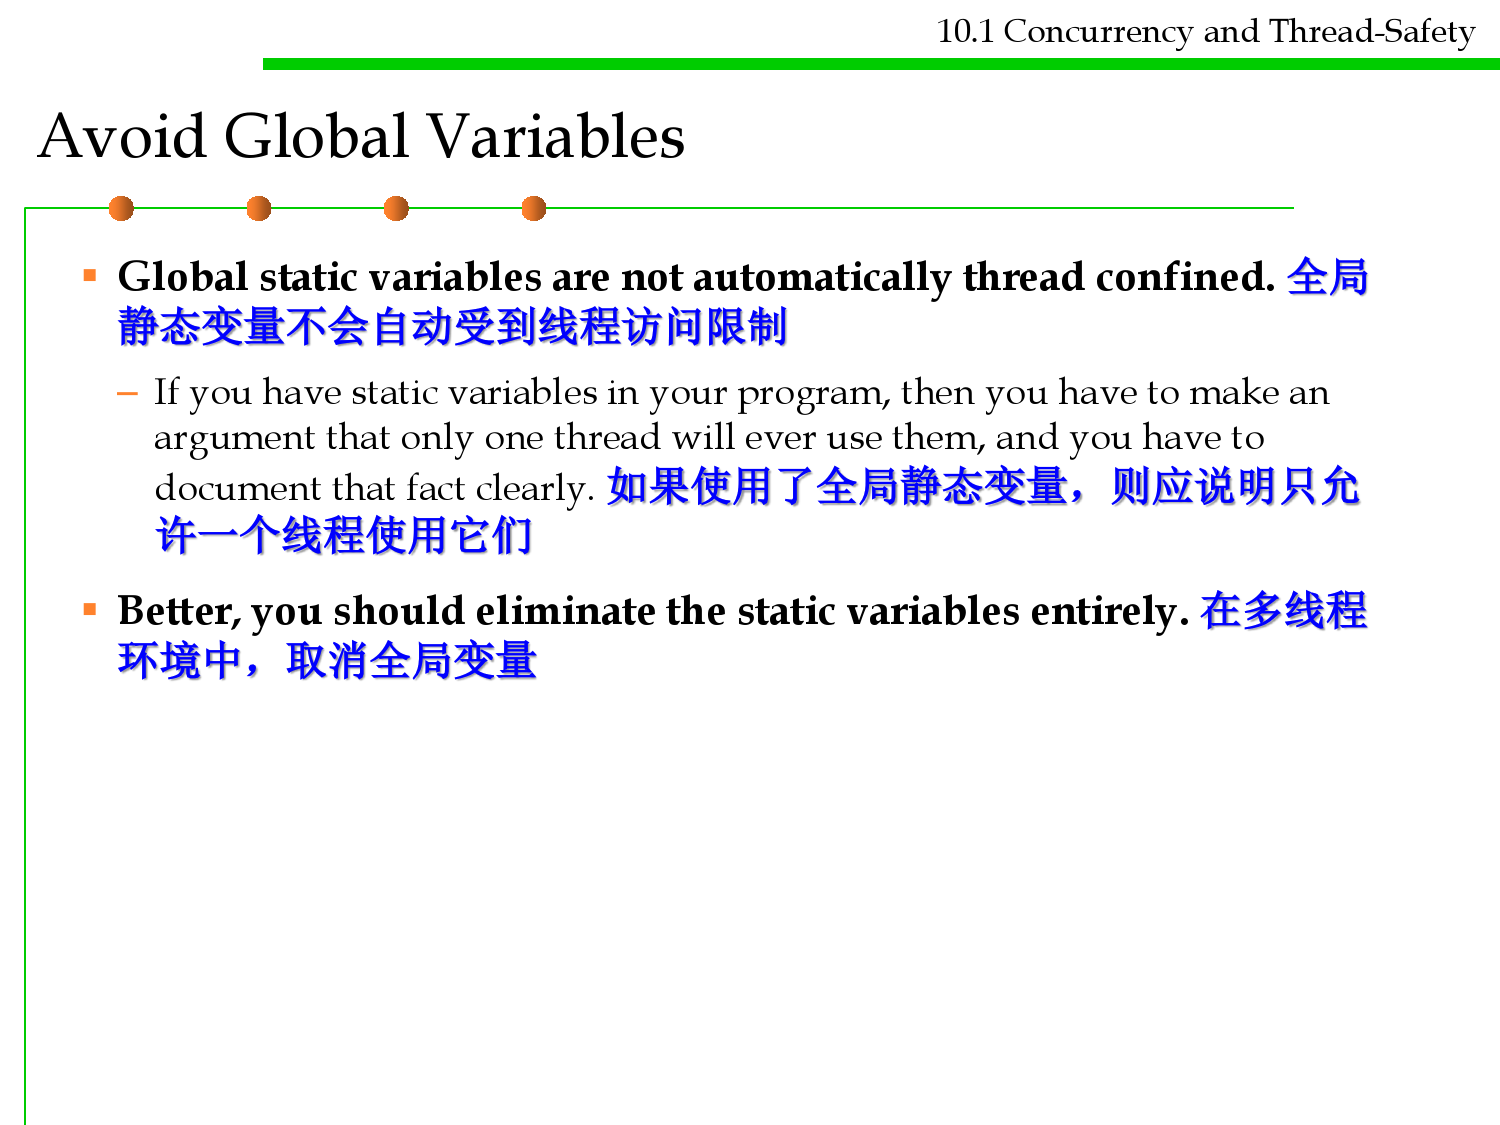 10.1 Concurrency and Thread-Safety
Avoid Global Variables
▪ Global static variables are not automatically thread confined. 全局
静态变量不会自动受到线程访问限制
– If you have static variables in your program, then you have to make an
argument that only one thread will ever use them, and you have to
document that fact clearly. 如果使用了全局静态变量，则应说明只允
许一个线程使用它们
▪ Better, you should eliminate the static variables entirely. 在多线程
环境中，取消全局变量